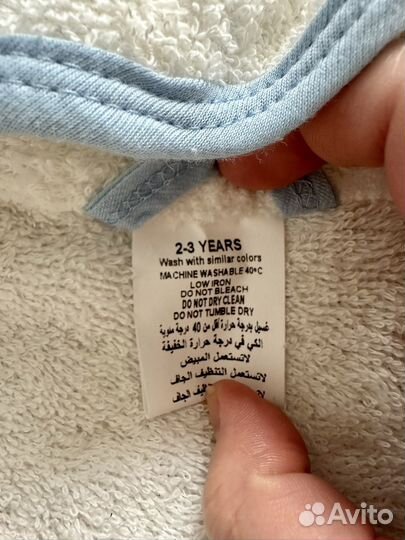 2-3 YEARS
Wash with similar colors
MACHINE WASHABLE 40°C
LOW IRON
DO NOT BLEACH
DO NOT DRY CLEAN
DO NOT TUMBLE DRY
غسيل بدرجة حرارة أقل من 40 درجة مئوية
الكي في درجة حرارة الخفيفة
لاتستعمل المبيض
لاتستعمل التنظيف الجاف
الجاف
Avito